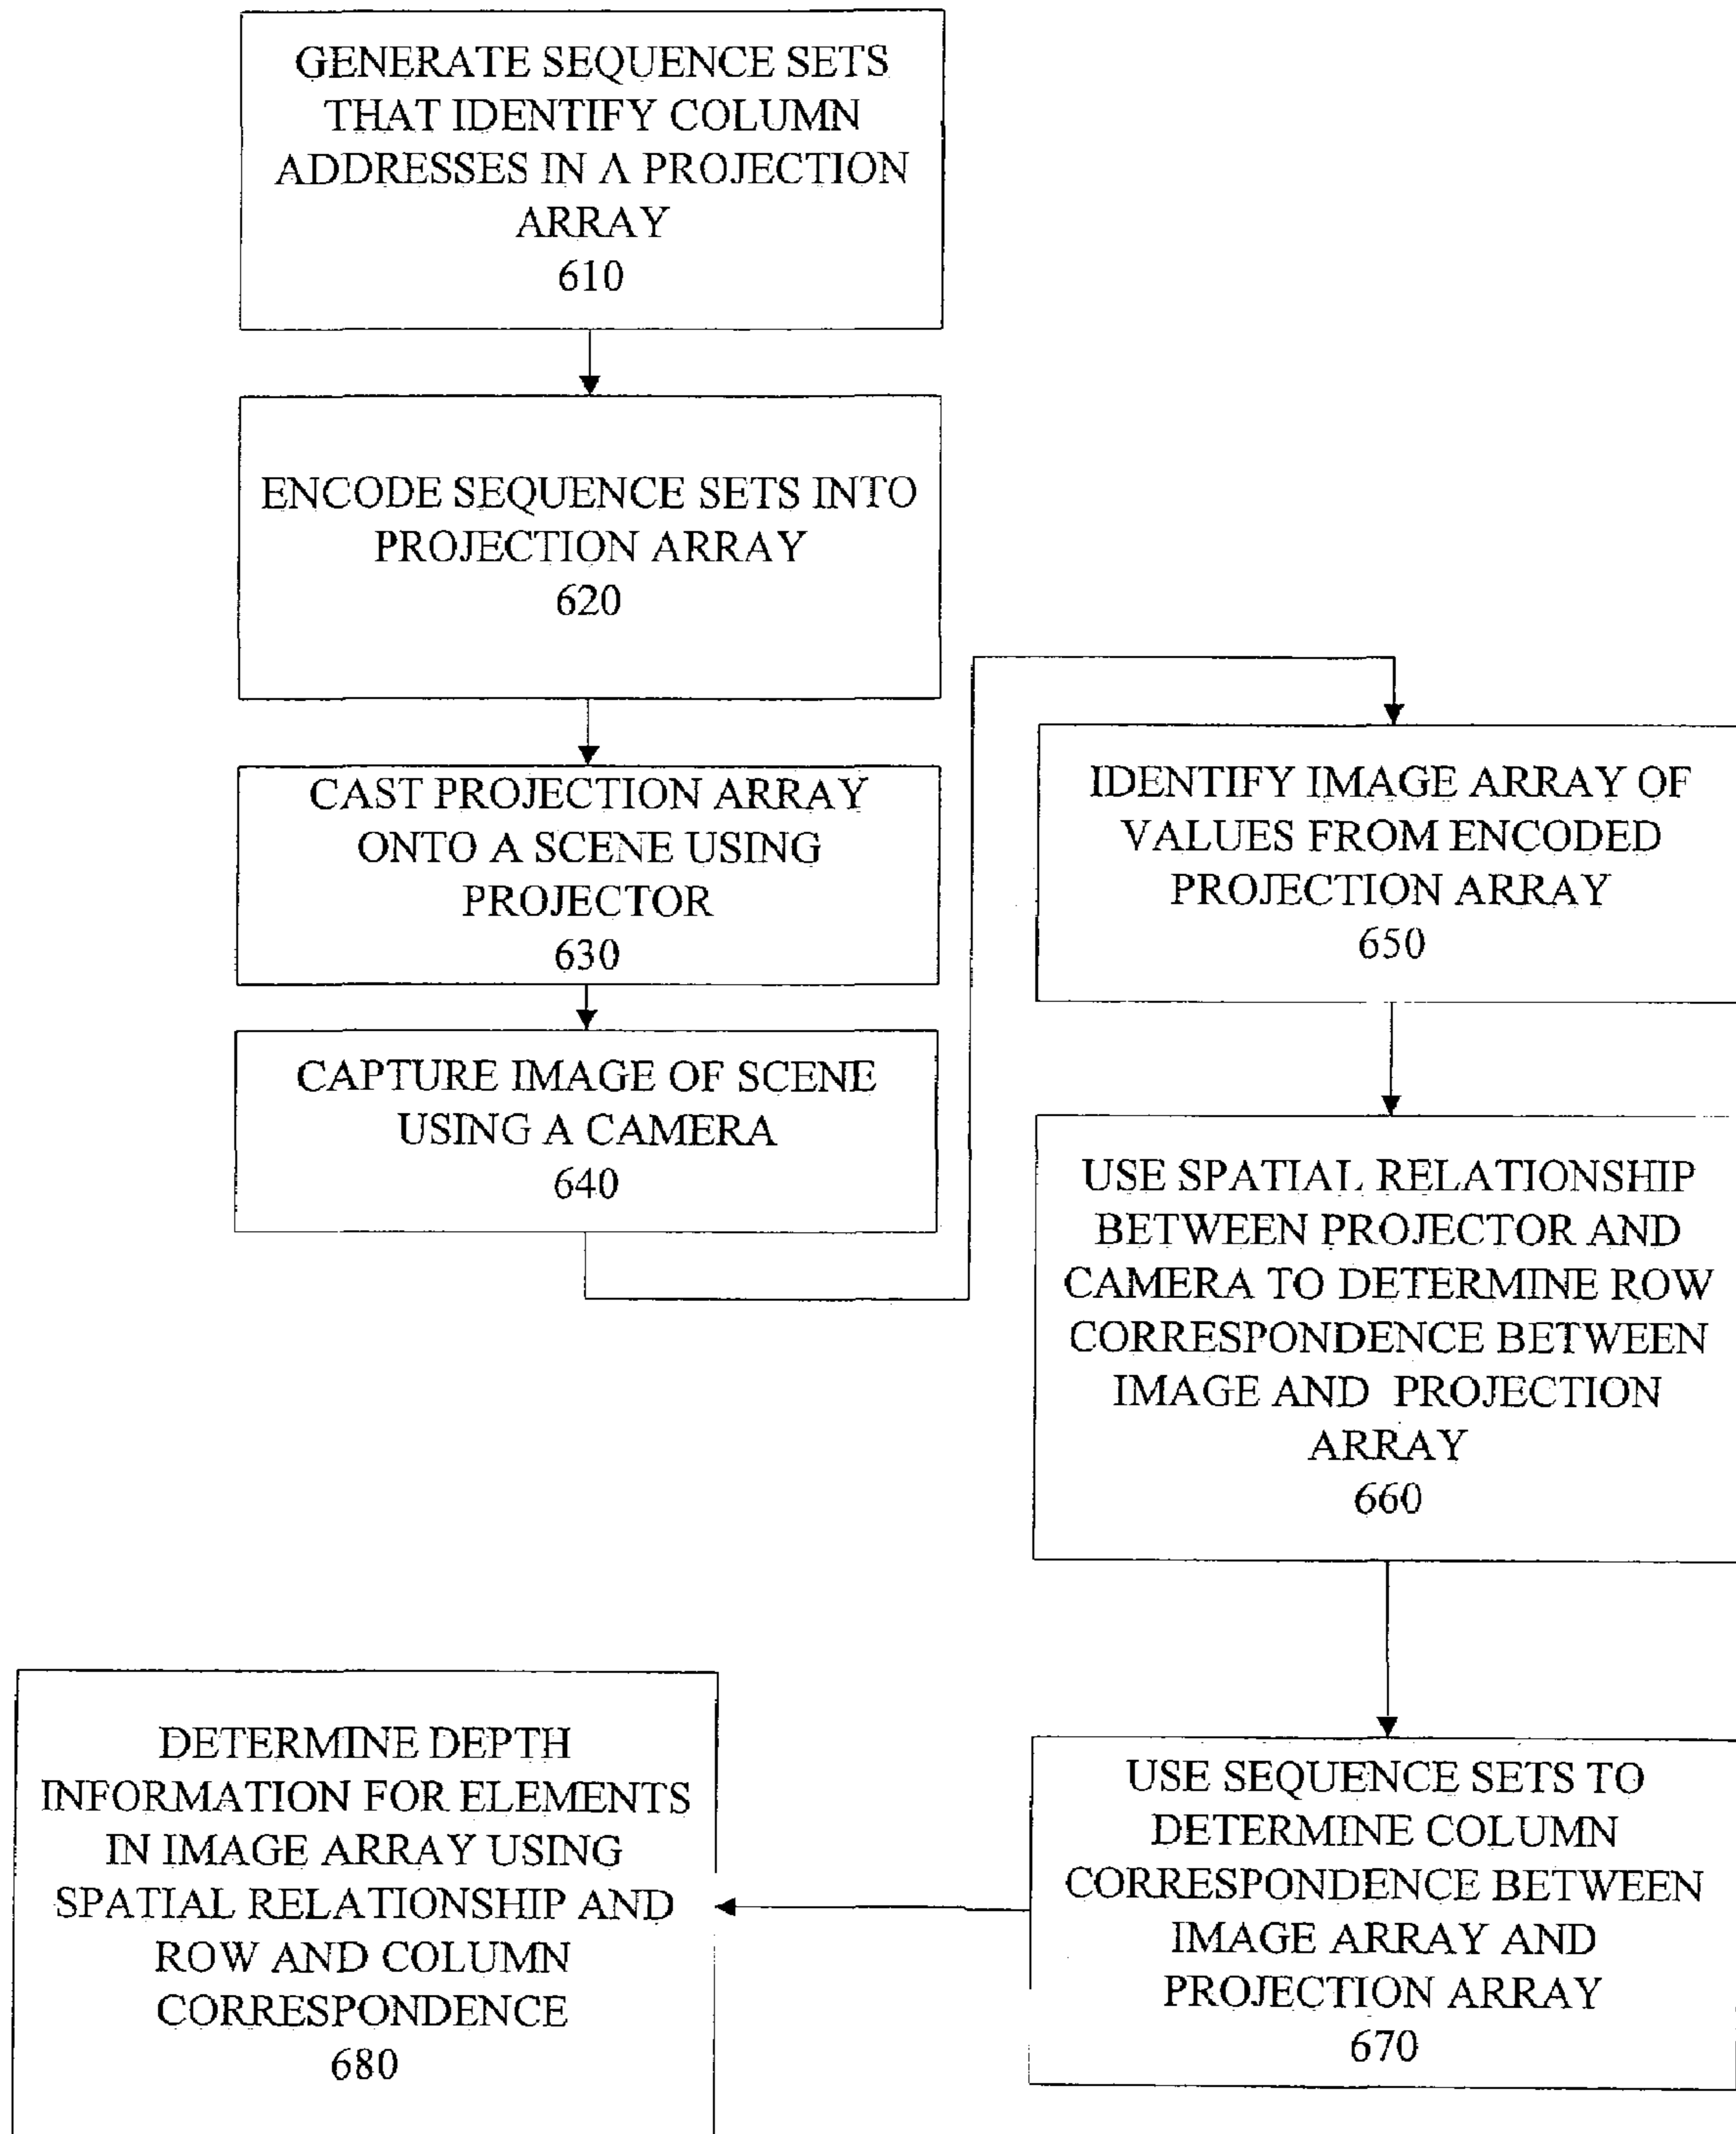 GENERATE SEQUENCE SETS
THAT IDENTIFY COLUMN
ADDRESSES IN A PROJECTION
ARRAY
610
ENCODE SEQUENCE SETS INTO
PROJECTION ARRAY
620
CAST PROJECTION ARRAY
ONTO A SCENE USING
PROJECTOR
630
CAPTURE IMAGE OF SCENE
USING A CAMERA
640
IDENTIFY IMAGE ARRAY OF
VALUES FROM ENCODED
PROJECTION ARRAY
650
USE SPATIAL RELATIONSHIP
BETWEEN PROJECTOR AND
CAMERA TO DETERMINE ROW
CORRESPONDENCE BETWEEN
IMAGE AND PROJECTION
ARRAY
660
USE SEQUENCE SETS TO
DETERMINE COLUMN
CORRESPONDENCE BETWEEN
IMAGE ARRAY AND
PROJECTION ARRAY
670
DETERMINE DEPTH
INFORMATION FOR ELEMENTS
IN IMAGE ARRAY USING
SPATIAL RELATIONSHIP AND
ROW AND COLUMN
CORRESPONDENCE
680